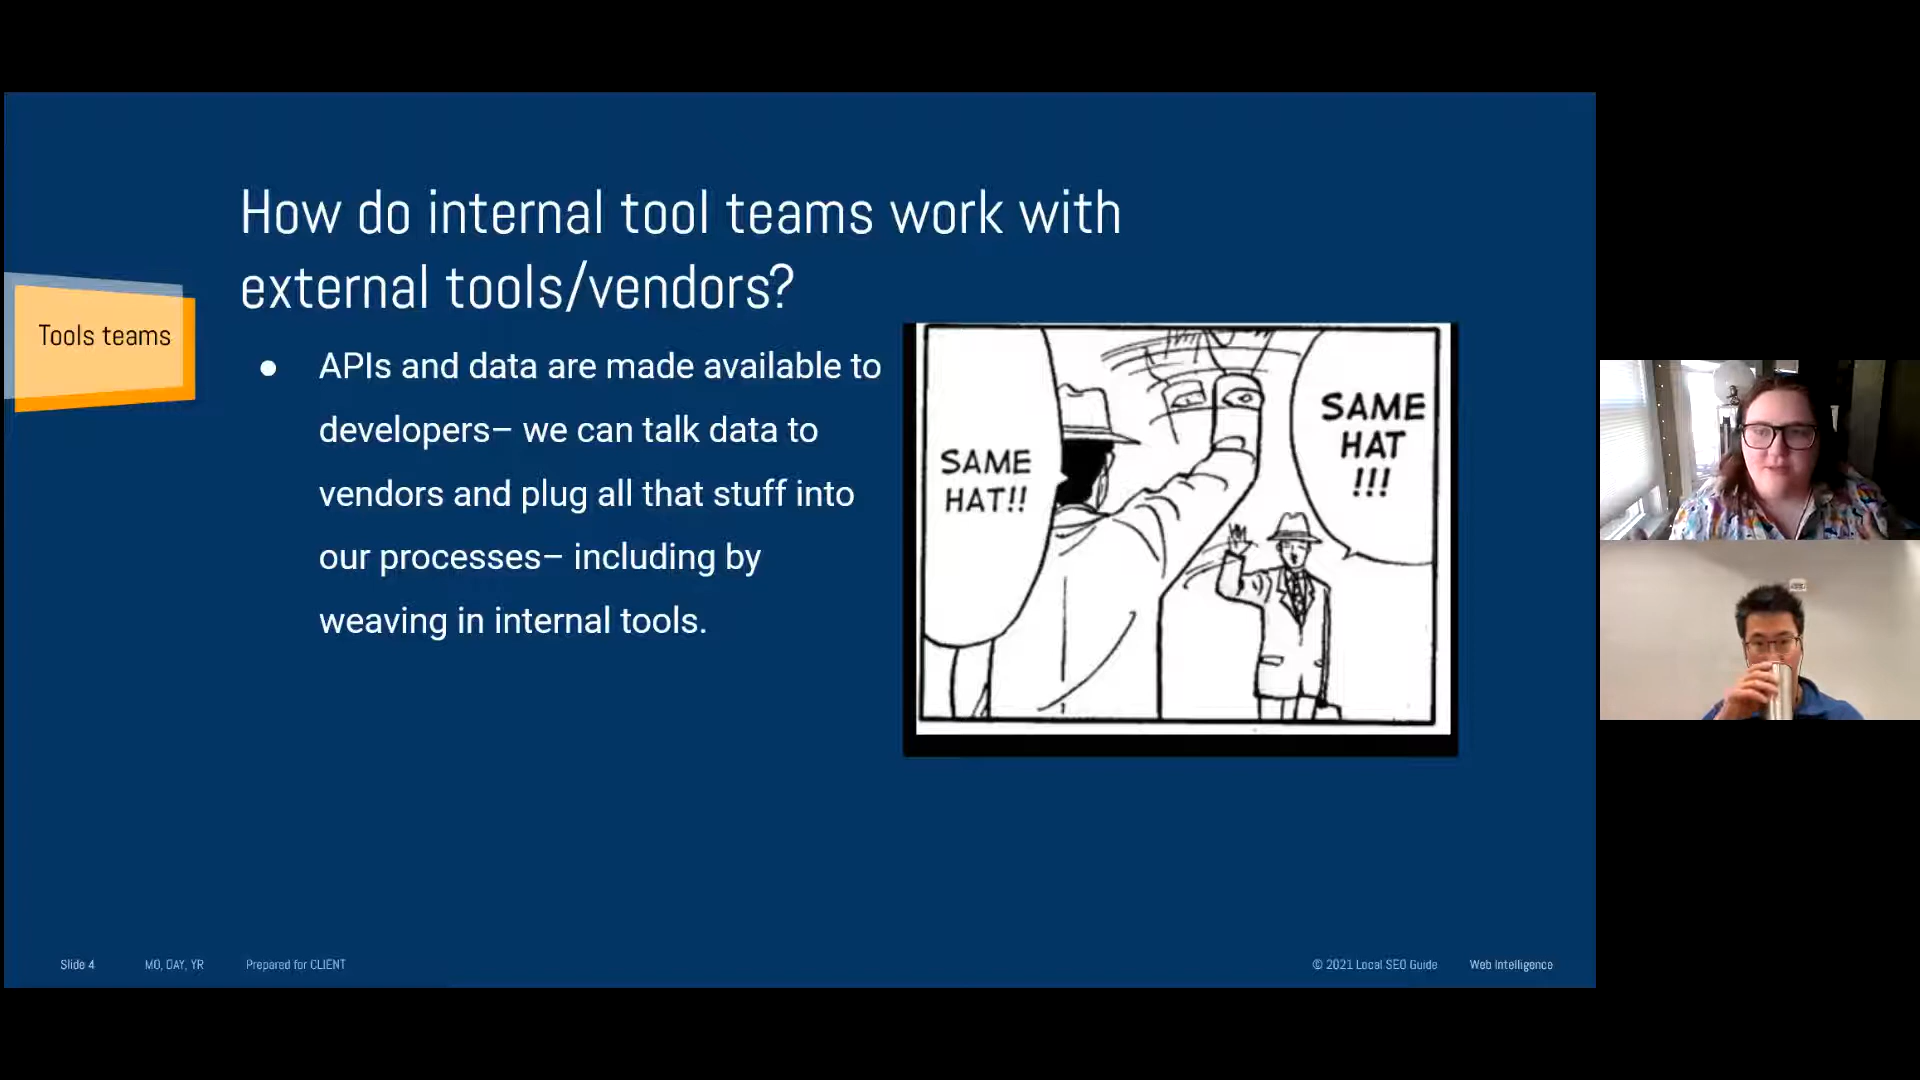 How do internal tool teams work with
external tools/vendors?
Tools teams
● APIs and data are made available to
developers– we can talk data to
vendors and plug all that stuff into
our processes– including by
weaving in internal tools.
SAME
HAT!!
SAME
HAT
!!!
Slide 4
MO, DAY, YR
Prepared for CLIENT
© 2021 Local SEO Guide
Web Intelligence